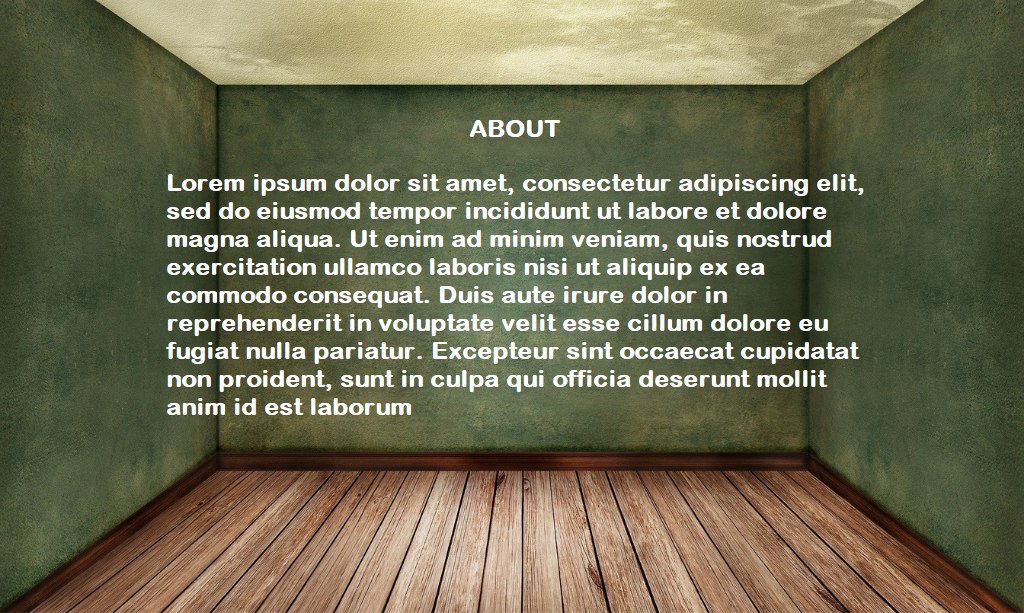 ABOUT
Lorem ipsum dolor sit amet, consectetur adipiscing elit,
sed do eiusmod tempor incididunt ut labore et dolore
magna aliqua. Ut enim ad minim veniam, quis nostrud
exercitation ullamco laboris nisi ut aliquip ex ea
commodo consequat. Duis aute irure dolor in
reprehenderit in voluptate velit esse cillum dolore eu
fugiat nulla pariatur. Excepteur sint occaecat cupidatat
non proident, sunt in culpa qui officia deserunt mollit
anim id est laborum